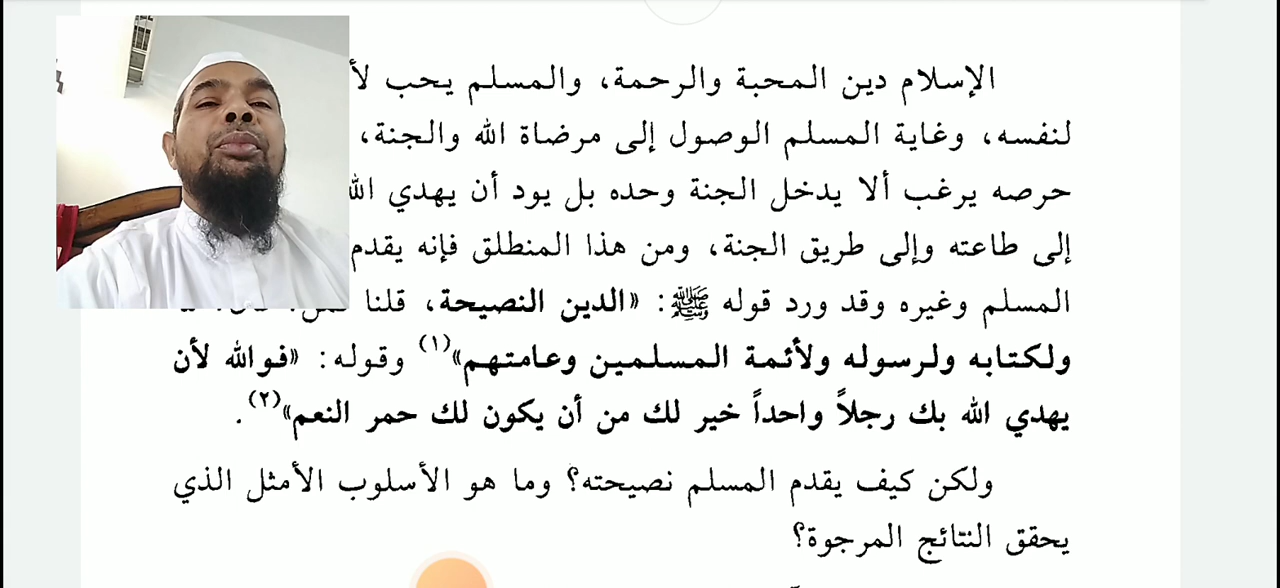 الإسلام دين المحبة والرحمة، والمسلم يحب
لنفسه، وغاية المسلم الوصول إلى مرضاة الله والجنة،
حرصه يرغب ألا يدخل الجنة وحده بل يود أن يهدي الله
إلى طاعته وإلى طريق الجنة، ومن هذا المنطلق فإنه يقدم
المسلم وغيره وقد ورد قوله ﷺ: «الدين النصيحة، قلنا
ولكتابه ولرسوله ولأئمة المسلمين وعامتهم»(١) وقوله: «فوالله لأن
يهدي الله بك رجلاً واحداً خير لك من أن يكون لك حمر النعم»(٢).
ولكن كيف يقدم المسلم نصيحته؟ وما هو الأسلوب الأمثل الذي
يحقق النتائج المرجوة؟